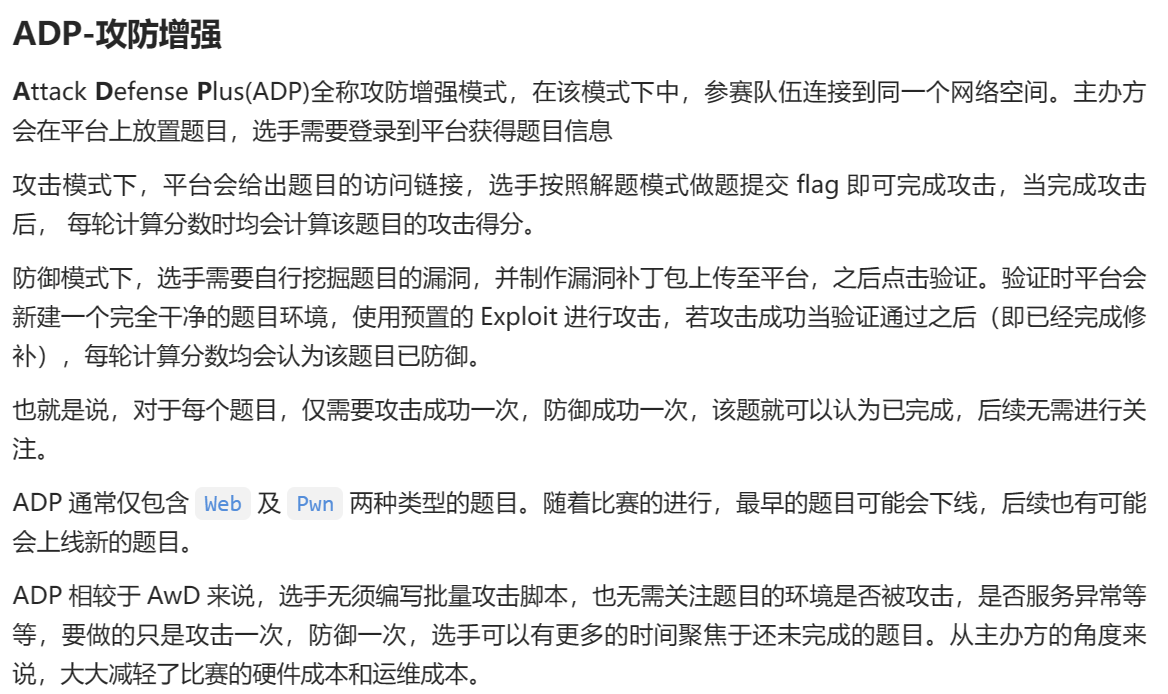 ADP-攻防增强
Attack Defense Plus(ADP)全称攻防增强模式，在该模式下中，参赛队伍连接到同一个网络空间。主办方
会在平台上放置题目，选手需要登录到平台获得题目信息
攻击模式下，平台会给出题目的访问链接，选手按照解题模式做题提交 flag 即可完成攻击，当完成攻击
后， 每轮计算分数时均会计算该题目的攻击得分。
防御模式下，选手需要自行挖掘题目的漏洞，并制作漏洞补丁包上传至平台，之后点击验证。验证时平台会
新建一个完全干净的题目环境，使用预置的 Exploit 进行攻击，若攻击成功当验证通过之后（即已经完成修
补），每轮计算分数均会认为该题目已防御。
也就是说，对于每个题目，仅需要攻击成功一次，防御成功一次，该题就可以认为已完成，后续无需进行关
注。
ADP 通常仅包含 Web 及 Pwn 两种类型的题目。随着比赛的进行，最早的题目可能会下线，后续也有可能
会上线新的题目。
ADP 相较于 AwD 来说，选手无须编写批量攻击脚本，也无需关注题目的环境是否被攻击，是否服务异常等
等，要做的只是攻击一次，防御一次，选手可以有更多的时间聚焦于还未完成的题目。从主办方的角度来
说，大大减轻了比赛的硬件成本和运维成本。